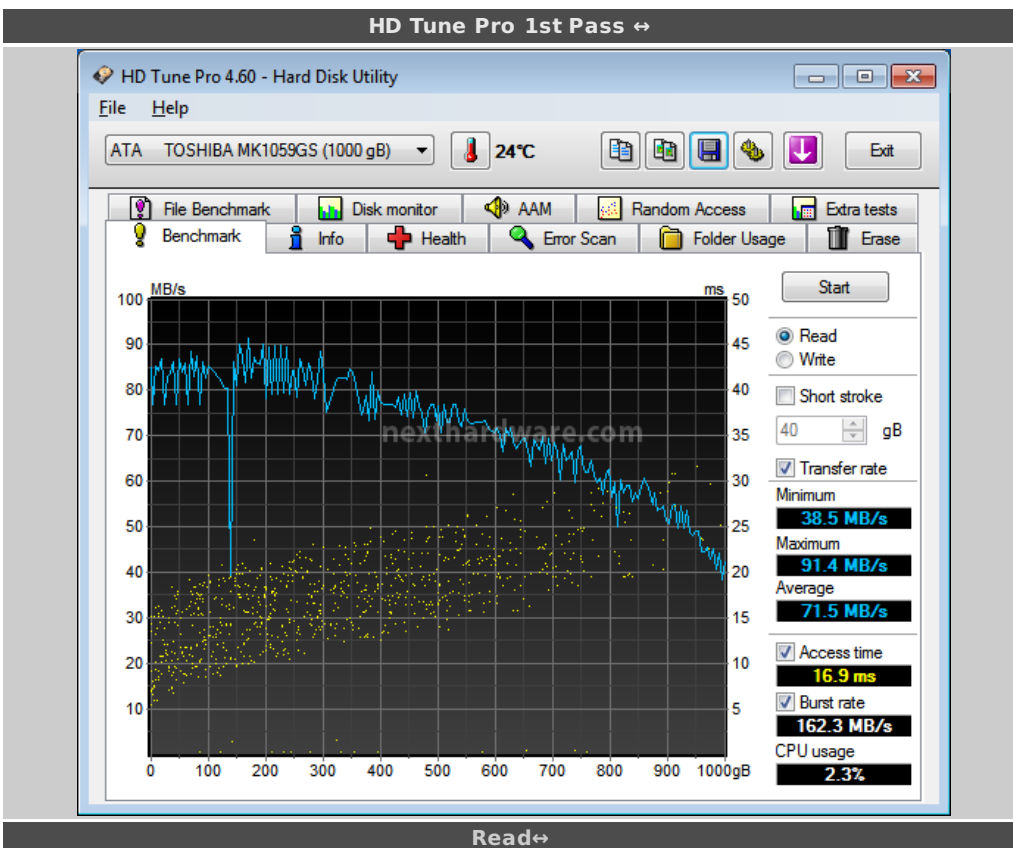 HD Tune Pro 1st Pass ↔
HD Tune Pro 4.60 - Hard Disk Utility
File Help
ATA TOSHIBA MK1059GS (1000 gB) 24°C Exit
File Benchmark Disk monitor AAM Random Access Extra tests
Benchmark Info Health Error Scan Folder Usage Erase
MB/s ms
100 50
90 45
80 40
70 35
60 30
50 25
40 20
30 15
20 10
10 5
0 100 200 300 400 500 600 700 800 900 1000gB
nexthardware.com
Start
Read
Write
Short stroke
40 gB
Transfer rate
Minimum
38.5 MB/s
Maximum
91.4 MB/s
Average
71.5 MB/s
Access time
16.9 ms
Burst rate
162.3 MB/s
CPU usage
2.3%
Read↔